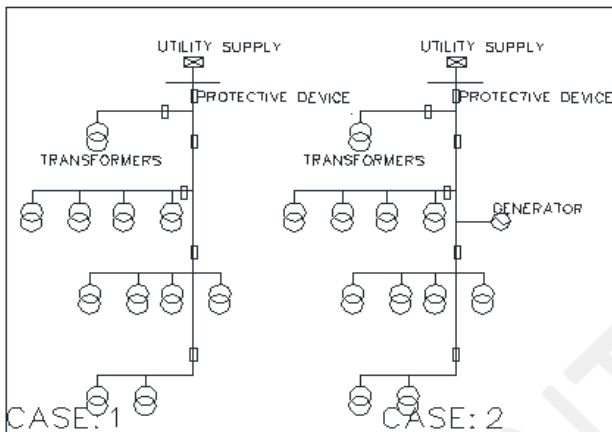 UTILITY SUPPLY
PROTECTIVE DEVICE
TRANSFORMERS
CASE: 1
UTILITY SUPPLY
PROTECTIVE DEVICE
TRANSFORMERS
GENERATOR
CASE: 2